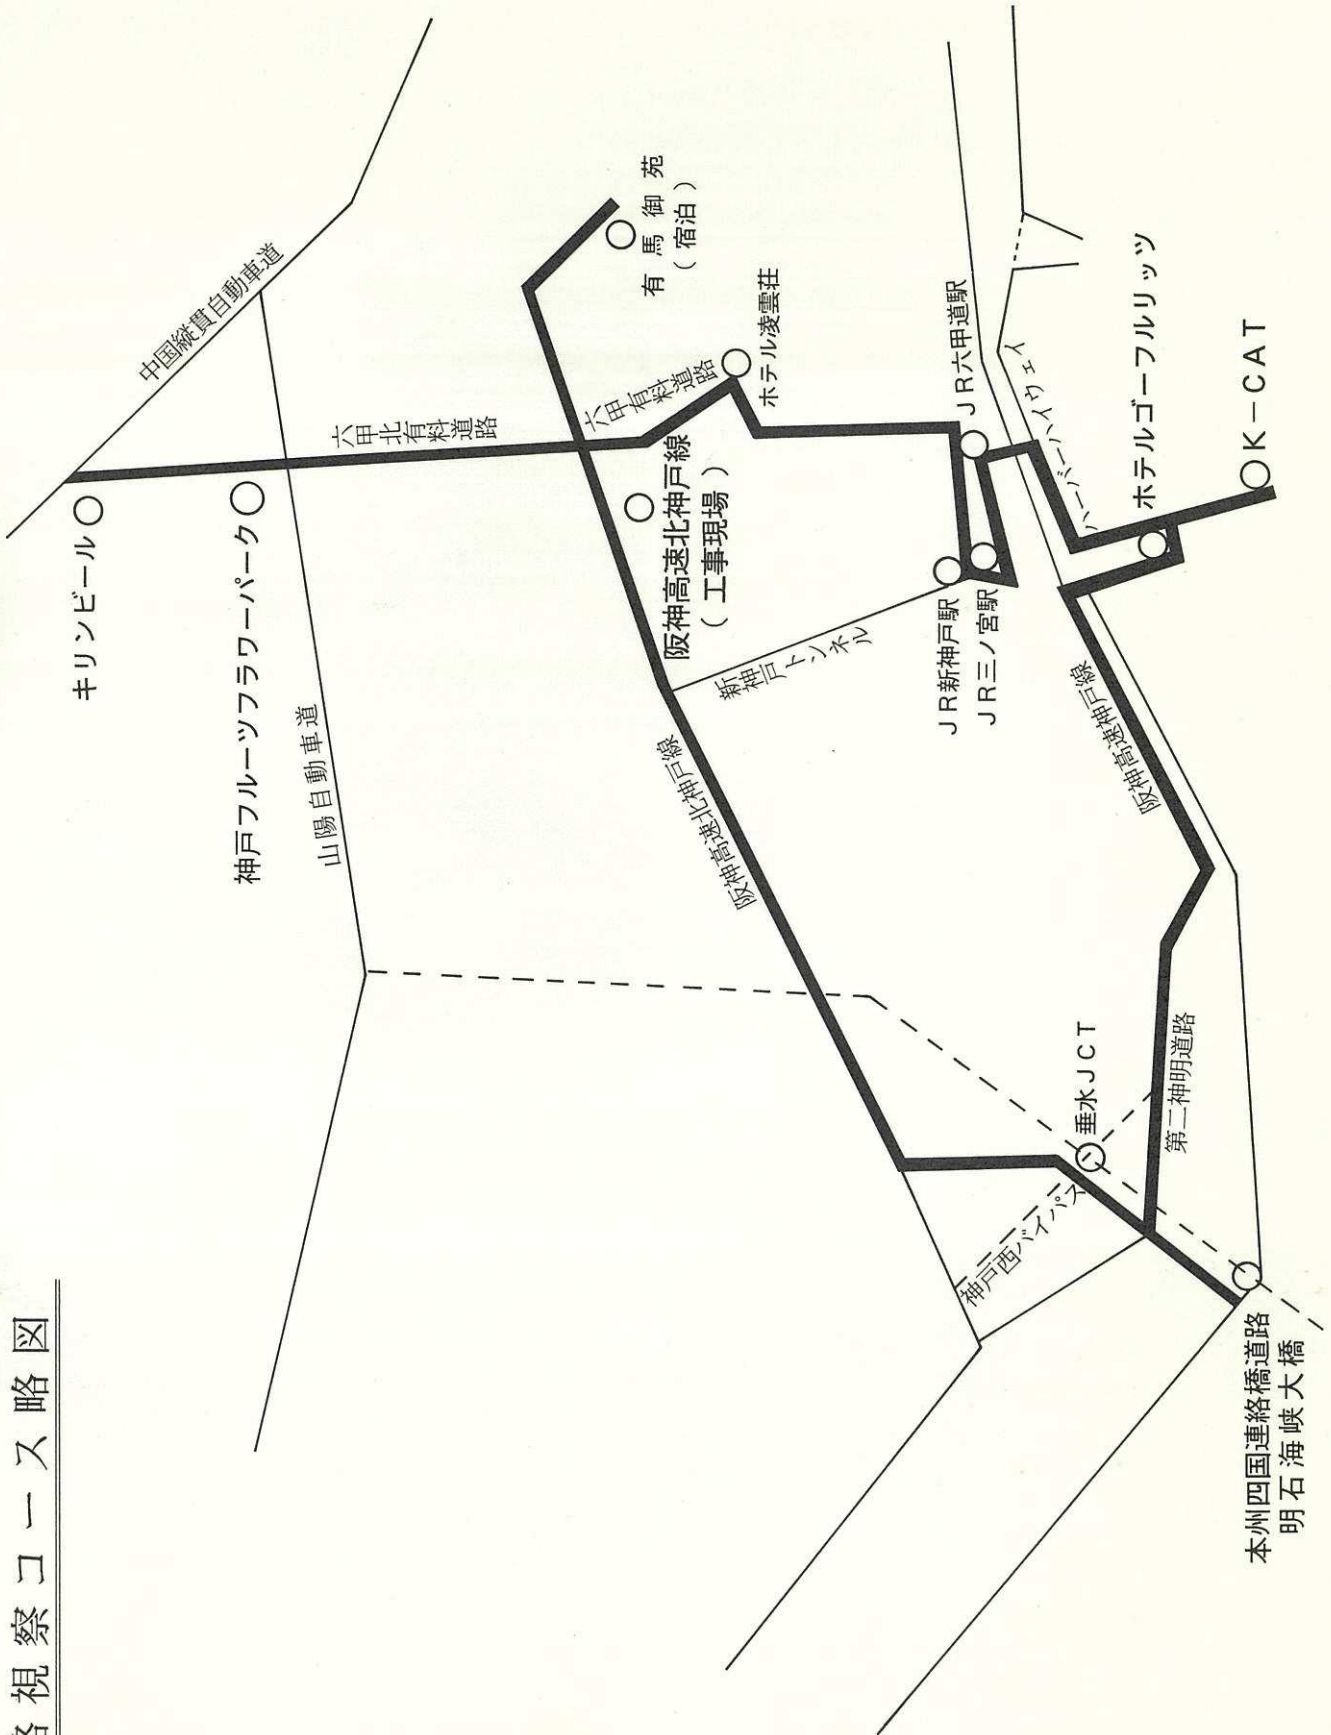 路視察コース略図
キリンビール
中国縦貫自動車道
神戸フルーツフラワーパーク
六甲北有料道路
山陽自動車道
有馬御苑
(宿泊)
六甲有料道路
ホテル凌雲荘
阪神高速北神戸線
(工事現場)
新神戸トンネル
阪神高速北神戸線
JR六甲道駅
JR新神戸駅
JR三ノ宮駅
ハーバーハイウェイ
ホテルゴーフルリッツ
K-CAT
阪神高速神戸線
垂水JCT
第二神明道路
神戸西バイパス
本州四国連絡橋道路
明石海峡大橋